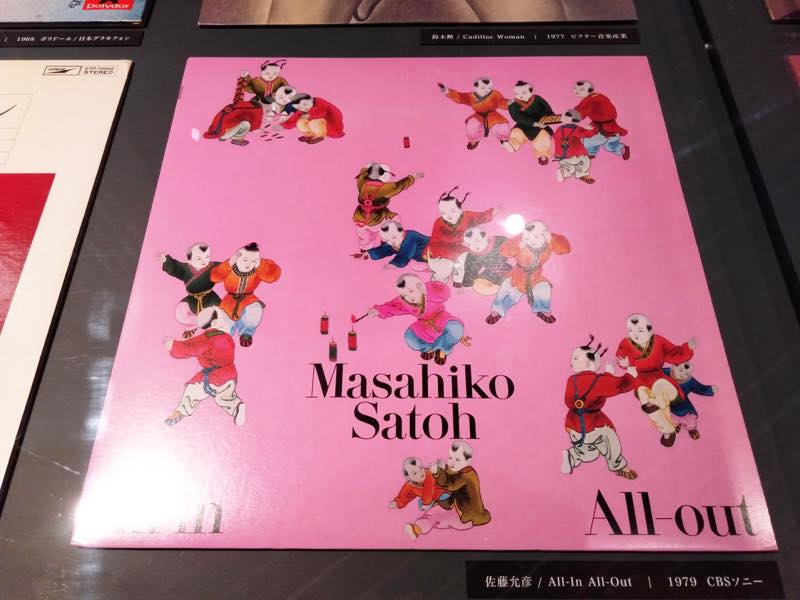 Polydor
1968 ポリドール/日本グラモフォン
鈴木勲 / Cadillac Woman | 1977 ビクター音楽産業
STEREO
Masahiko
Satoh
All-out
佐藤允彦 / All-In All-Out | 1979 CBSソニー